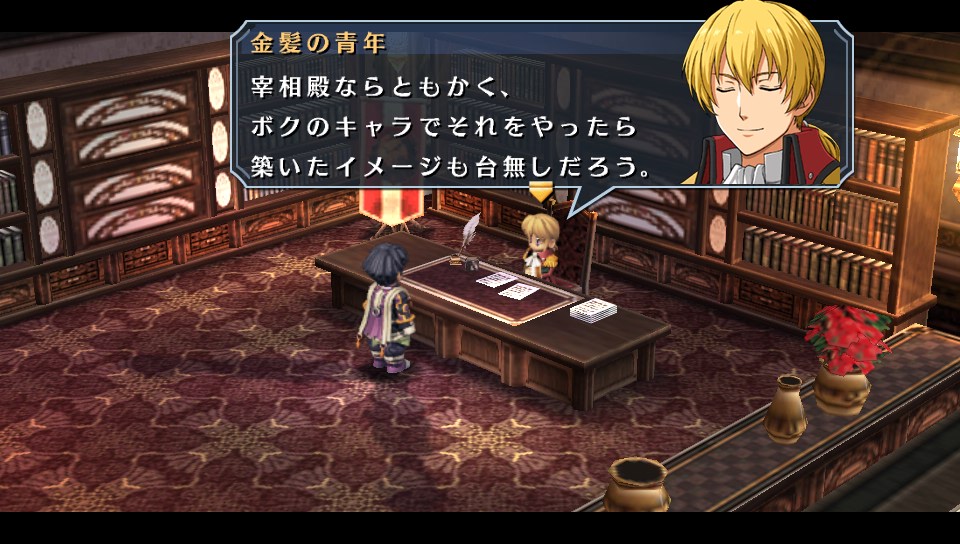 金髪の青年
宰相殿ならともかく、
ボクのキャラでそれをやったら
築いたイメージも台無しだろう。